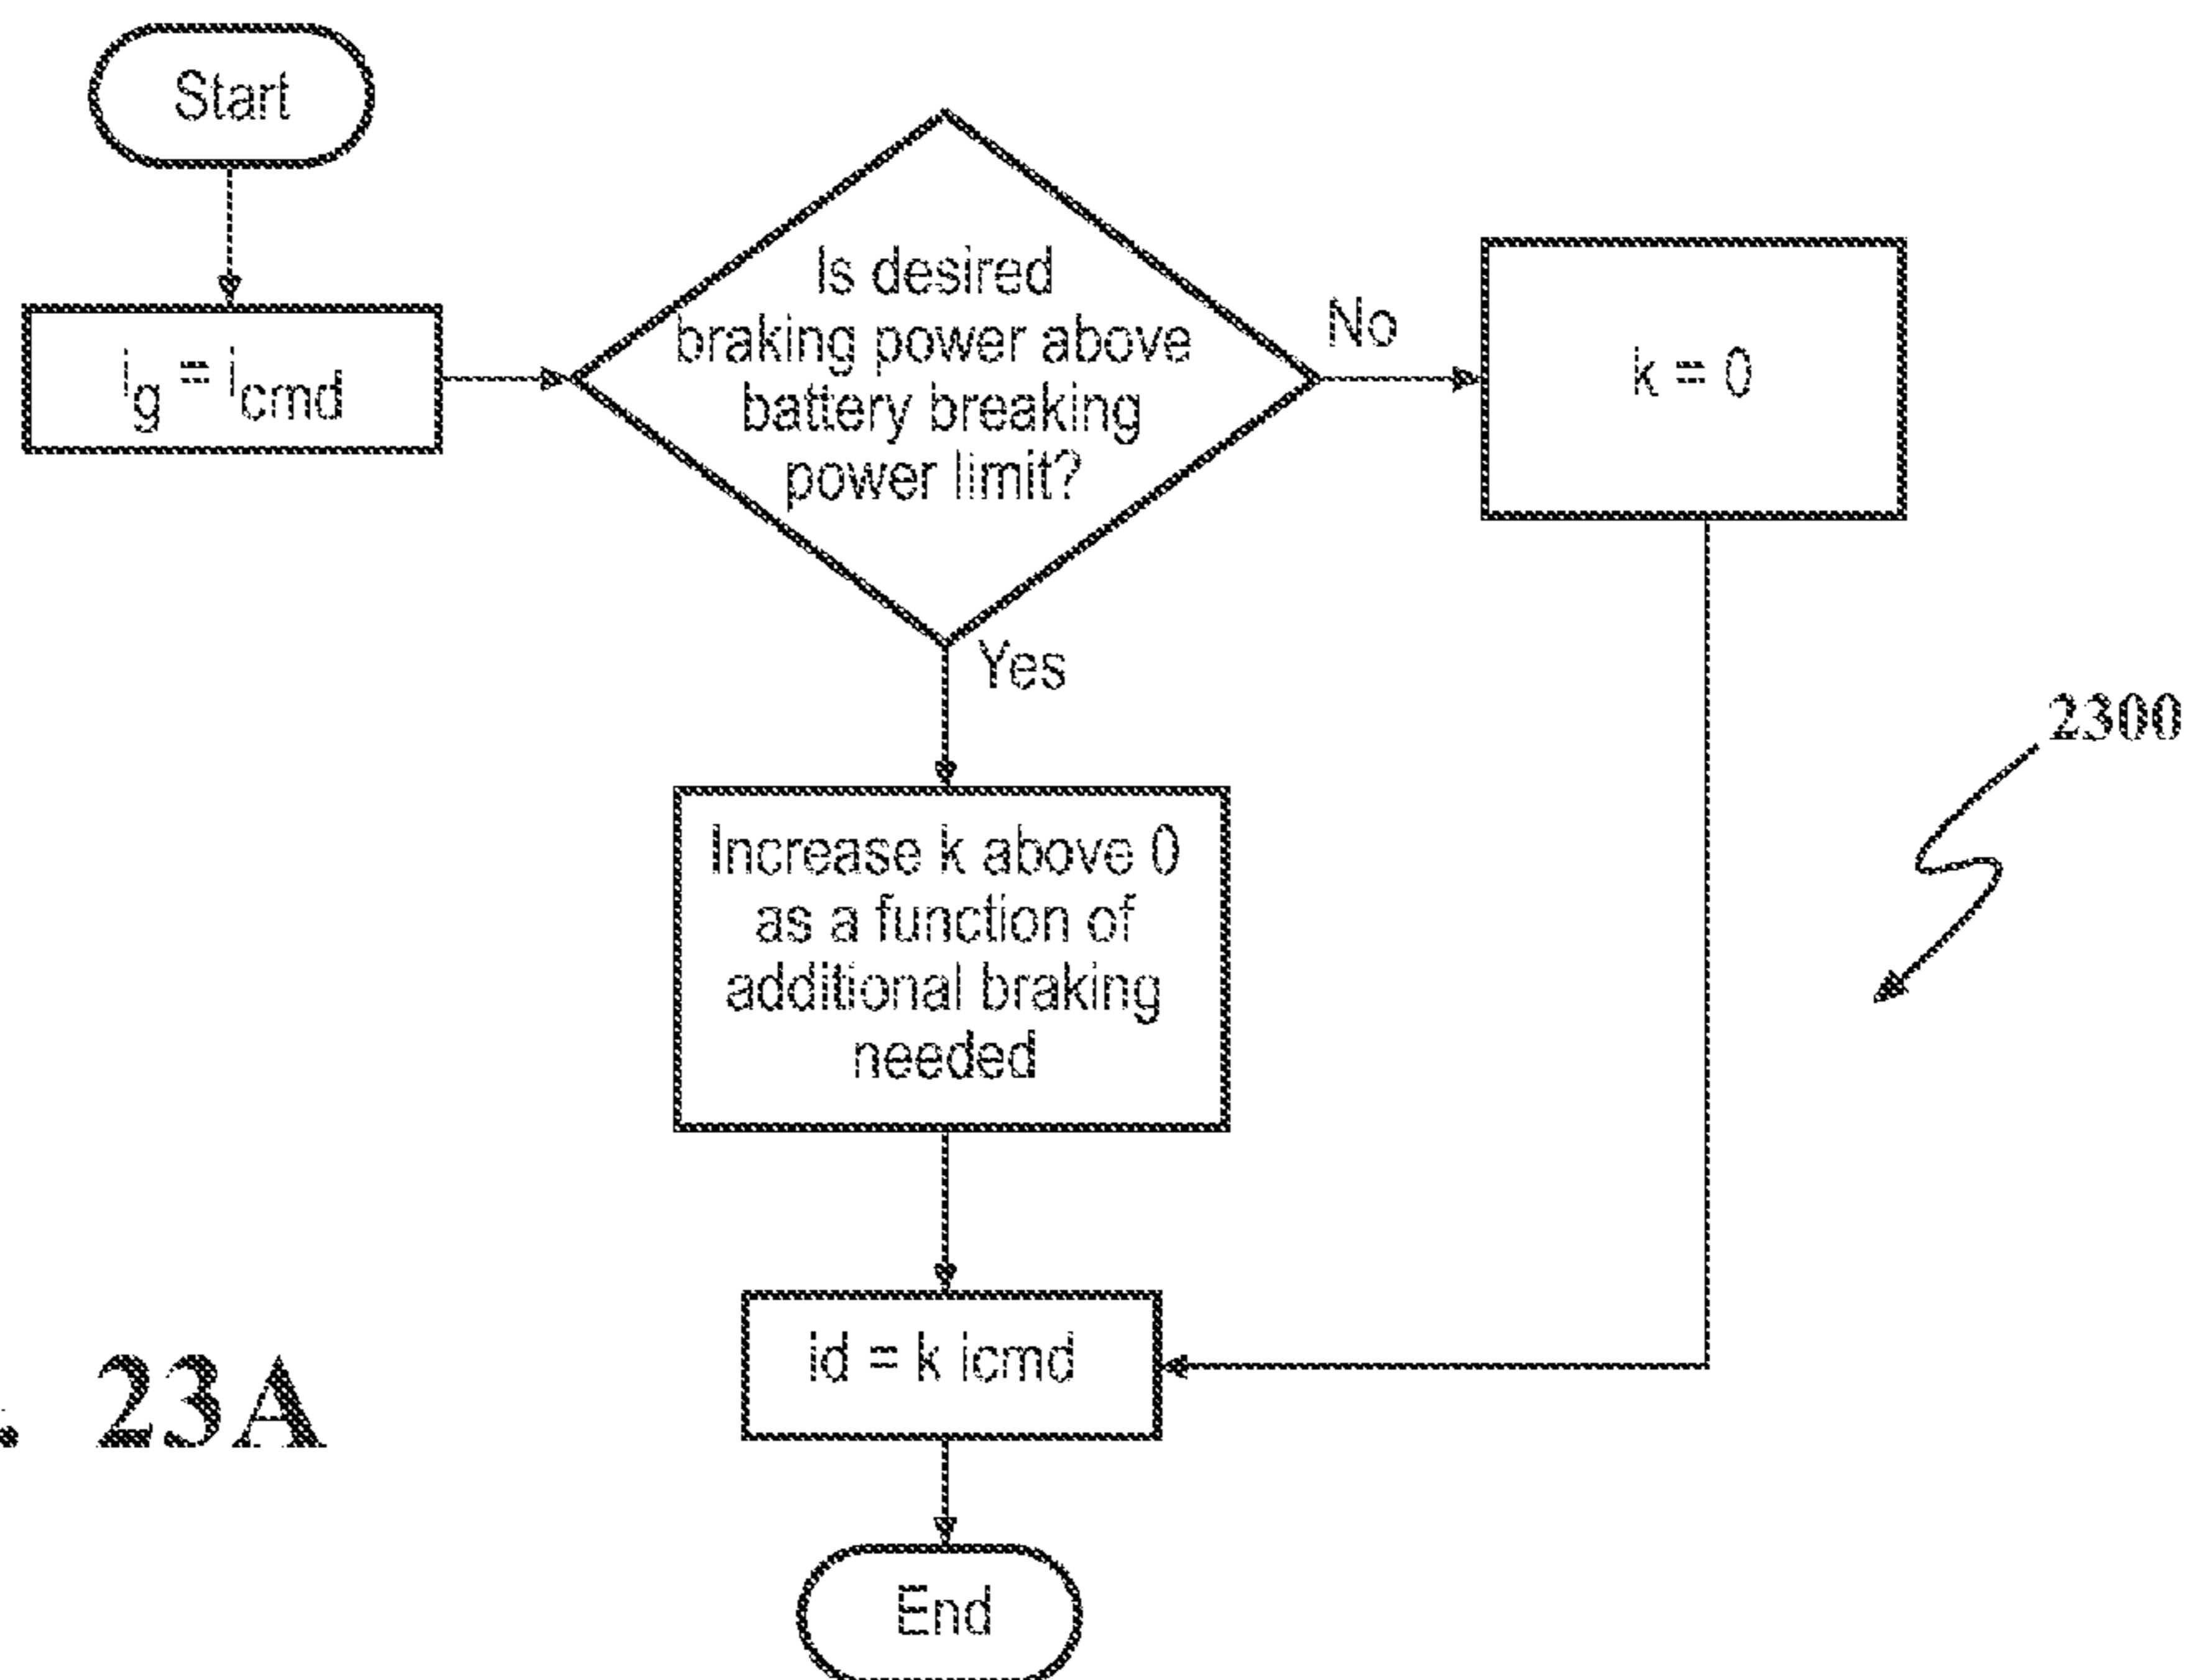 Start
ig = icmd
Is desired
braking power above
battery breaking
power limit?
No
k = 0
Yes
2300
Increase k above 0
as a function of
additional braking
needed
id = k icmd
23A
End